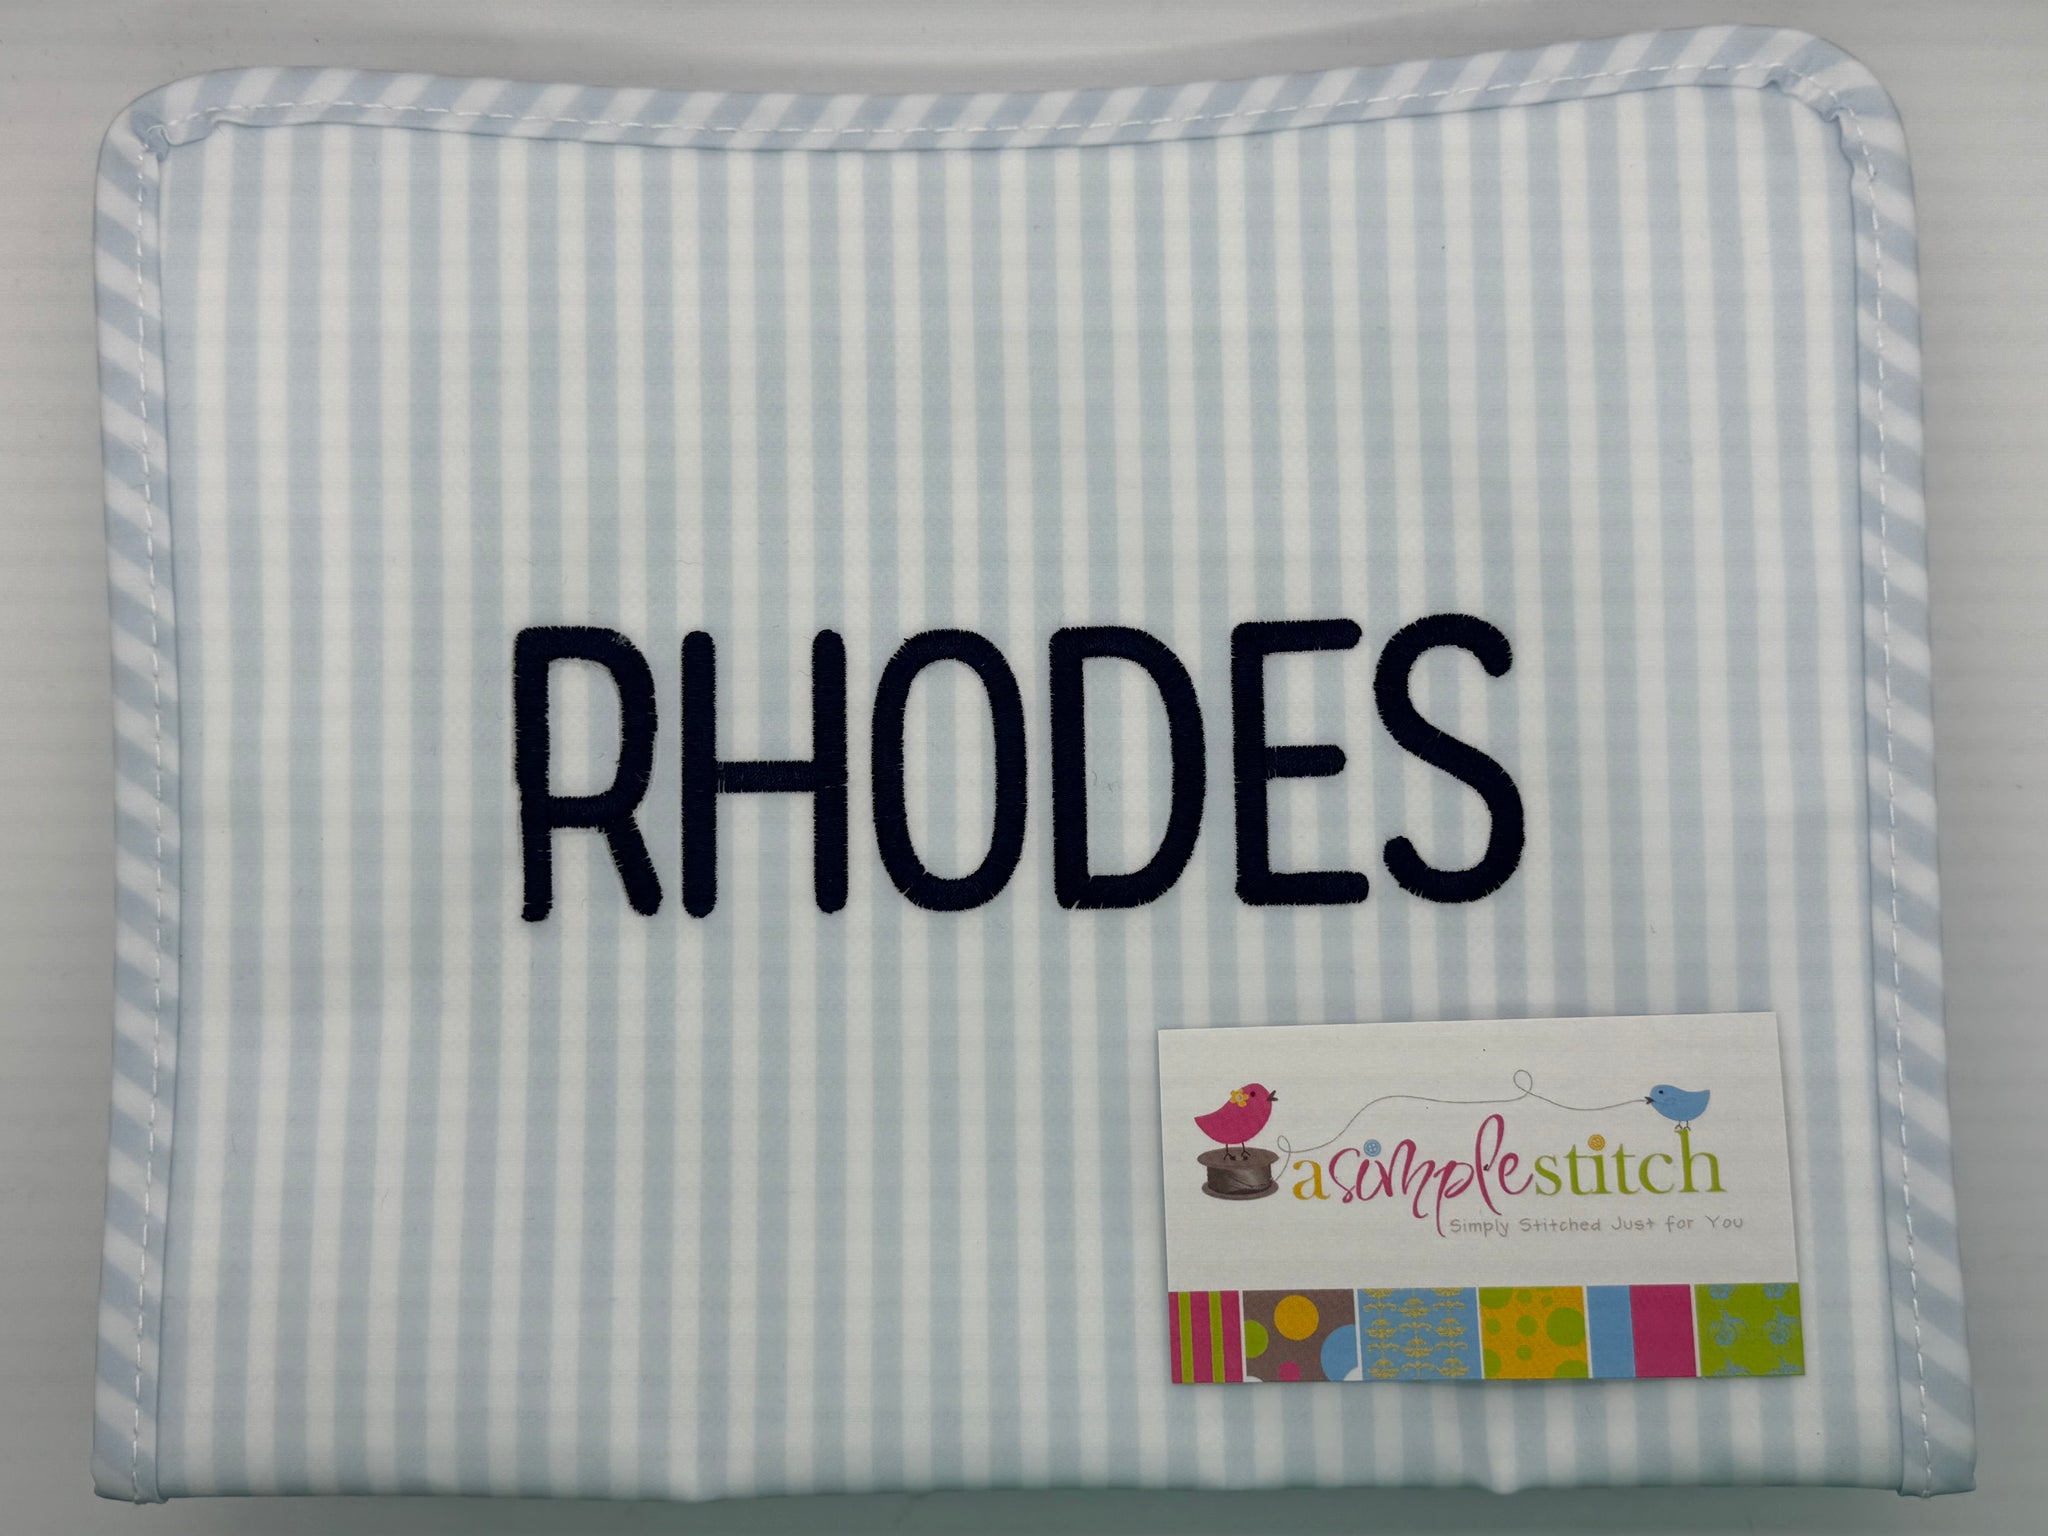 RHODES
asimplestitch
Simply Stitched Just for You